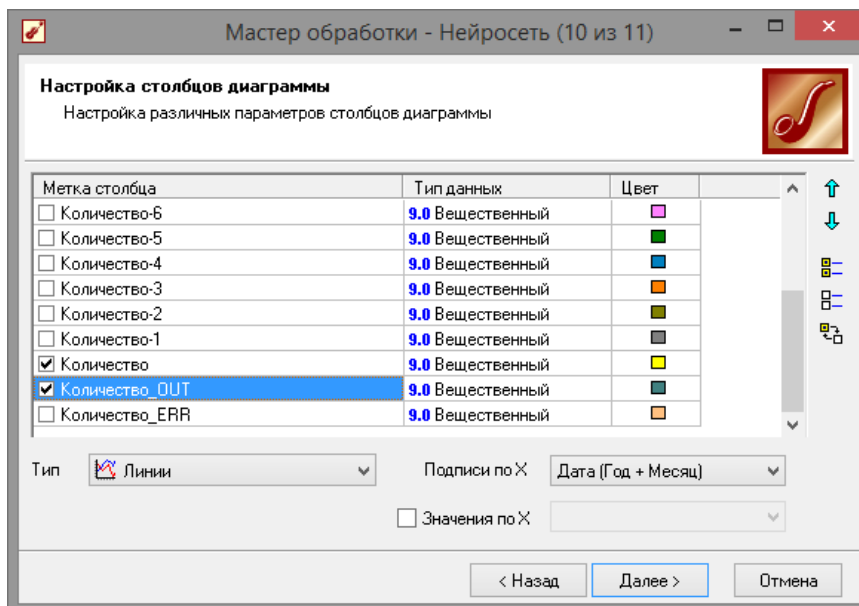 Мастер обработки - Нейросеть (10 из 11)
Настройка столбцов диаграммы
Настройка различных параметров столбцов диаграммы
Метка столбца Тип данных Цвет
Количество-6 9.0 Вещественный
Количество-5 9.0 Вещественный
Количество-4 9.0 Вещественный
Количество-3 9.0 Вещественный
Количество-2 9.0 Вещественный
Количество-1 9.0 Вещественный
Количество 9.0 Вещественный
Количество_OUT 9.0 Вещественный
Количество_ERR 9.0 Вещественный
Тип Линии Подписи по X Дата (Год + Месяц)
Значения по X
< Назад Далее > Отмена